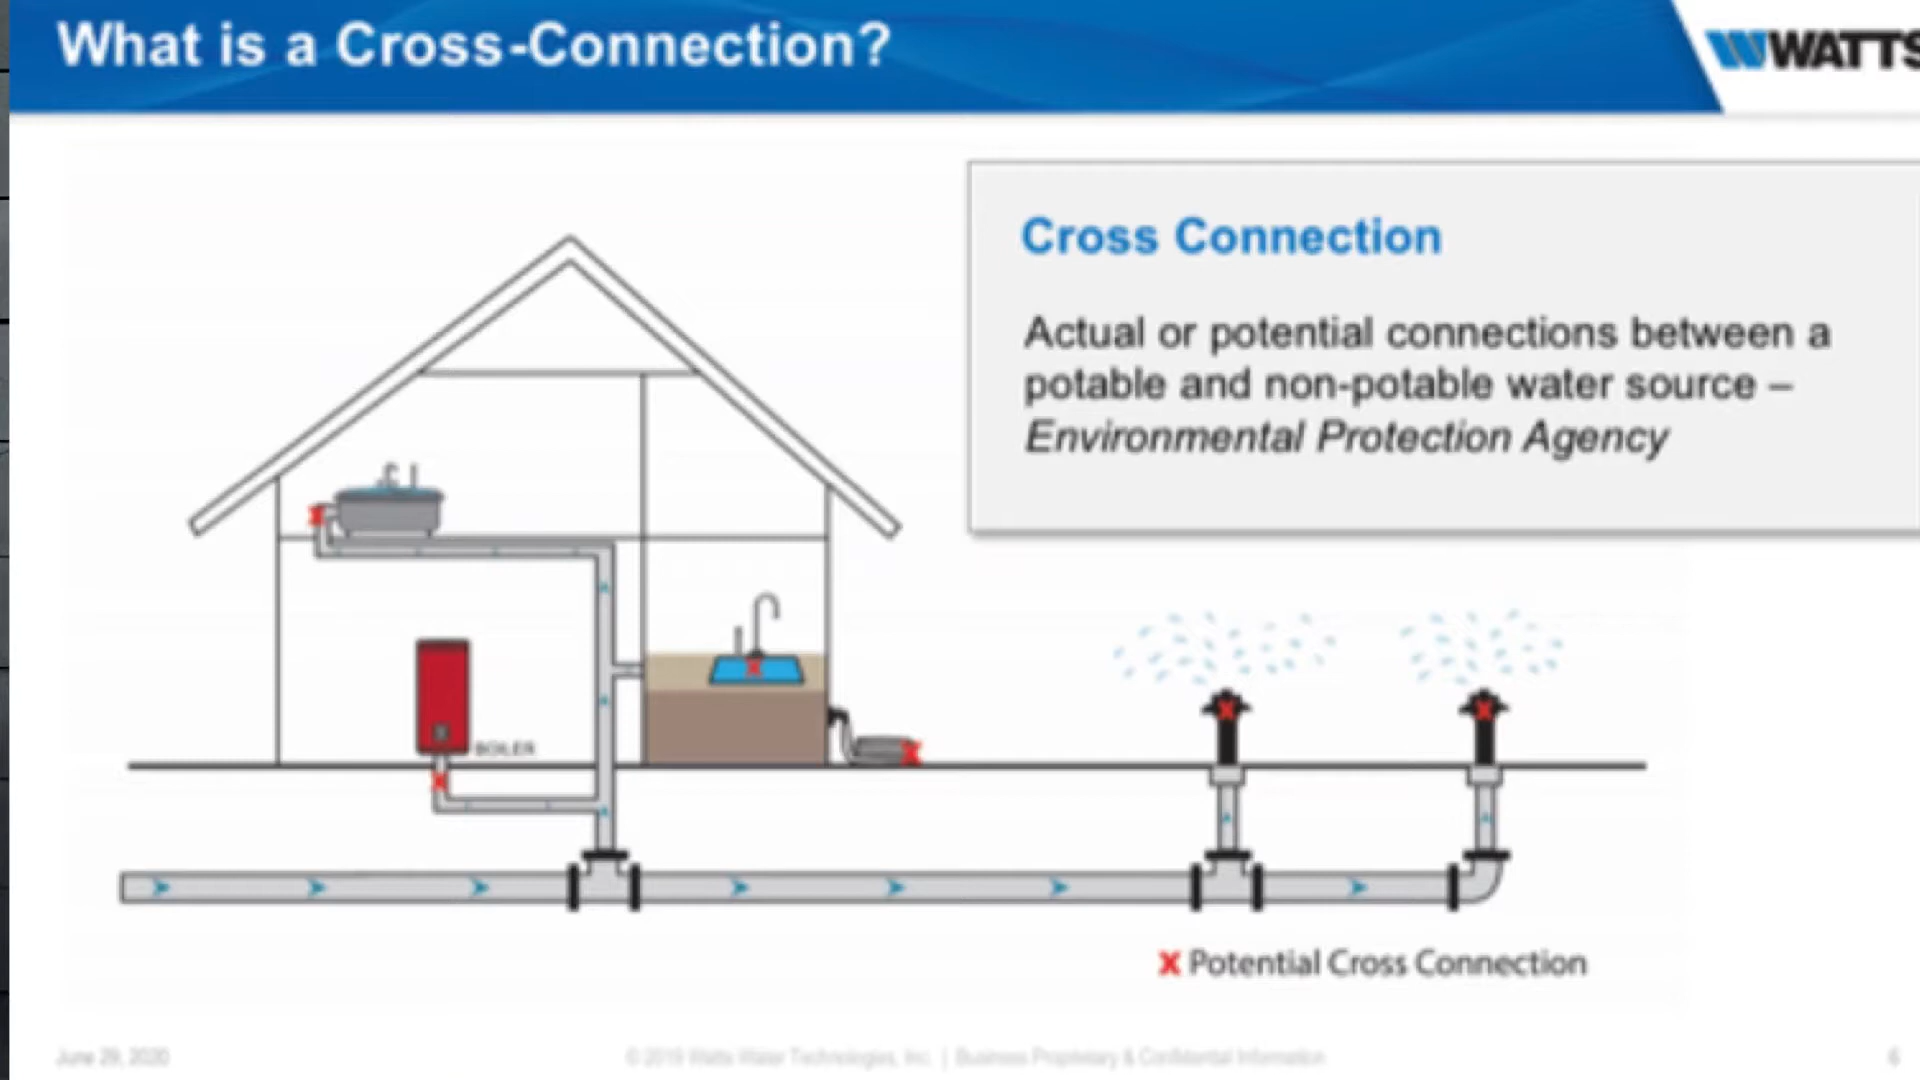 What is a Cross-Connection?
WATTS
Cross Connection
Actual or potential connections between a
potable and non-potable water source –
Environmental Protection Agency
BOILER
X Potential Cross Connection
June 29, 2020
© 2019 Watts Water Technologies, Inc. | Business Proprietary & Confidential Information
6